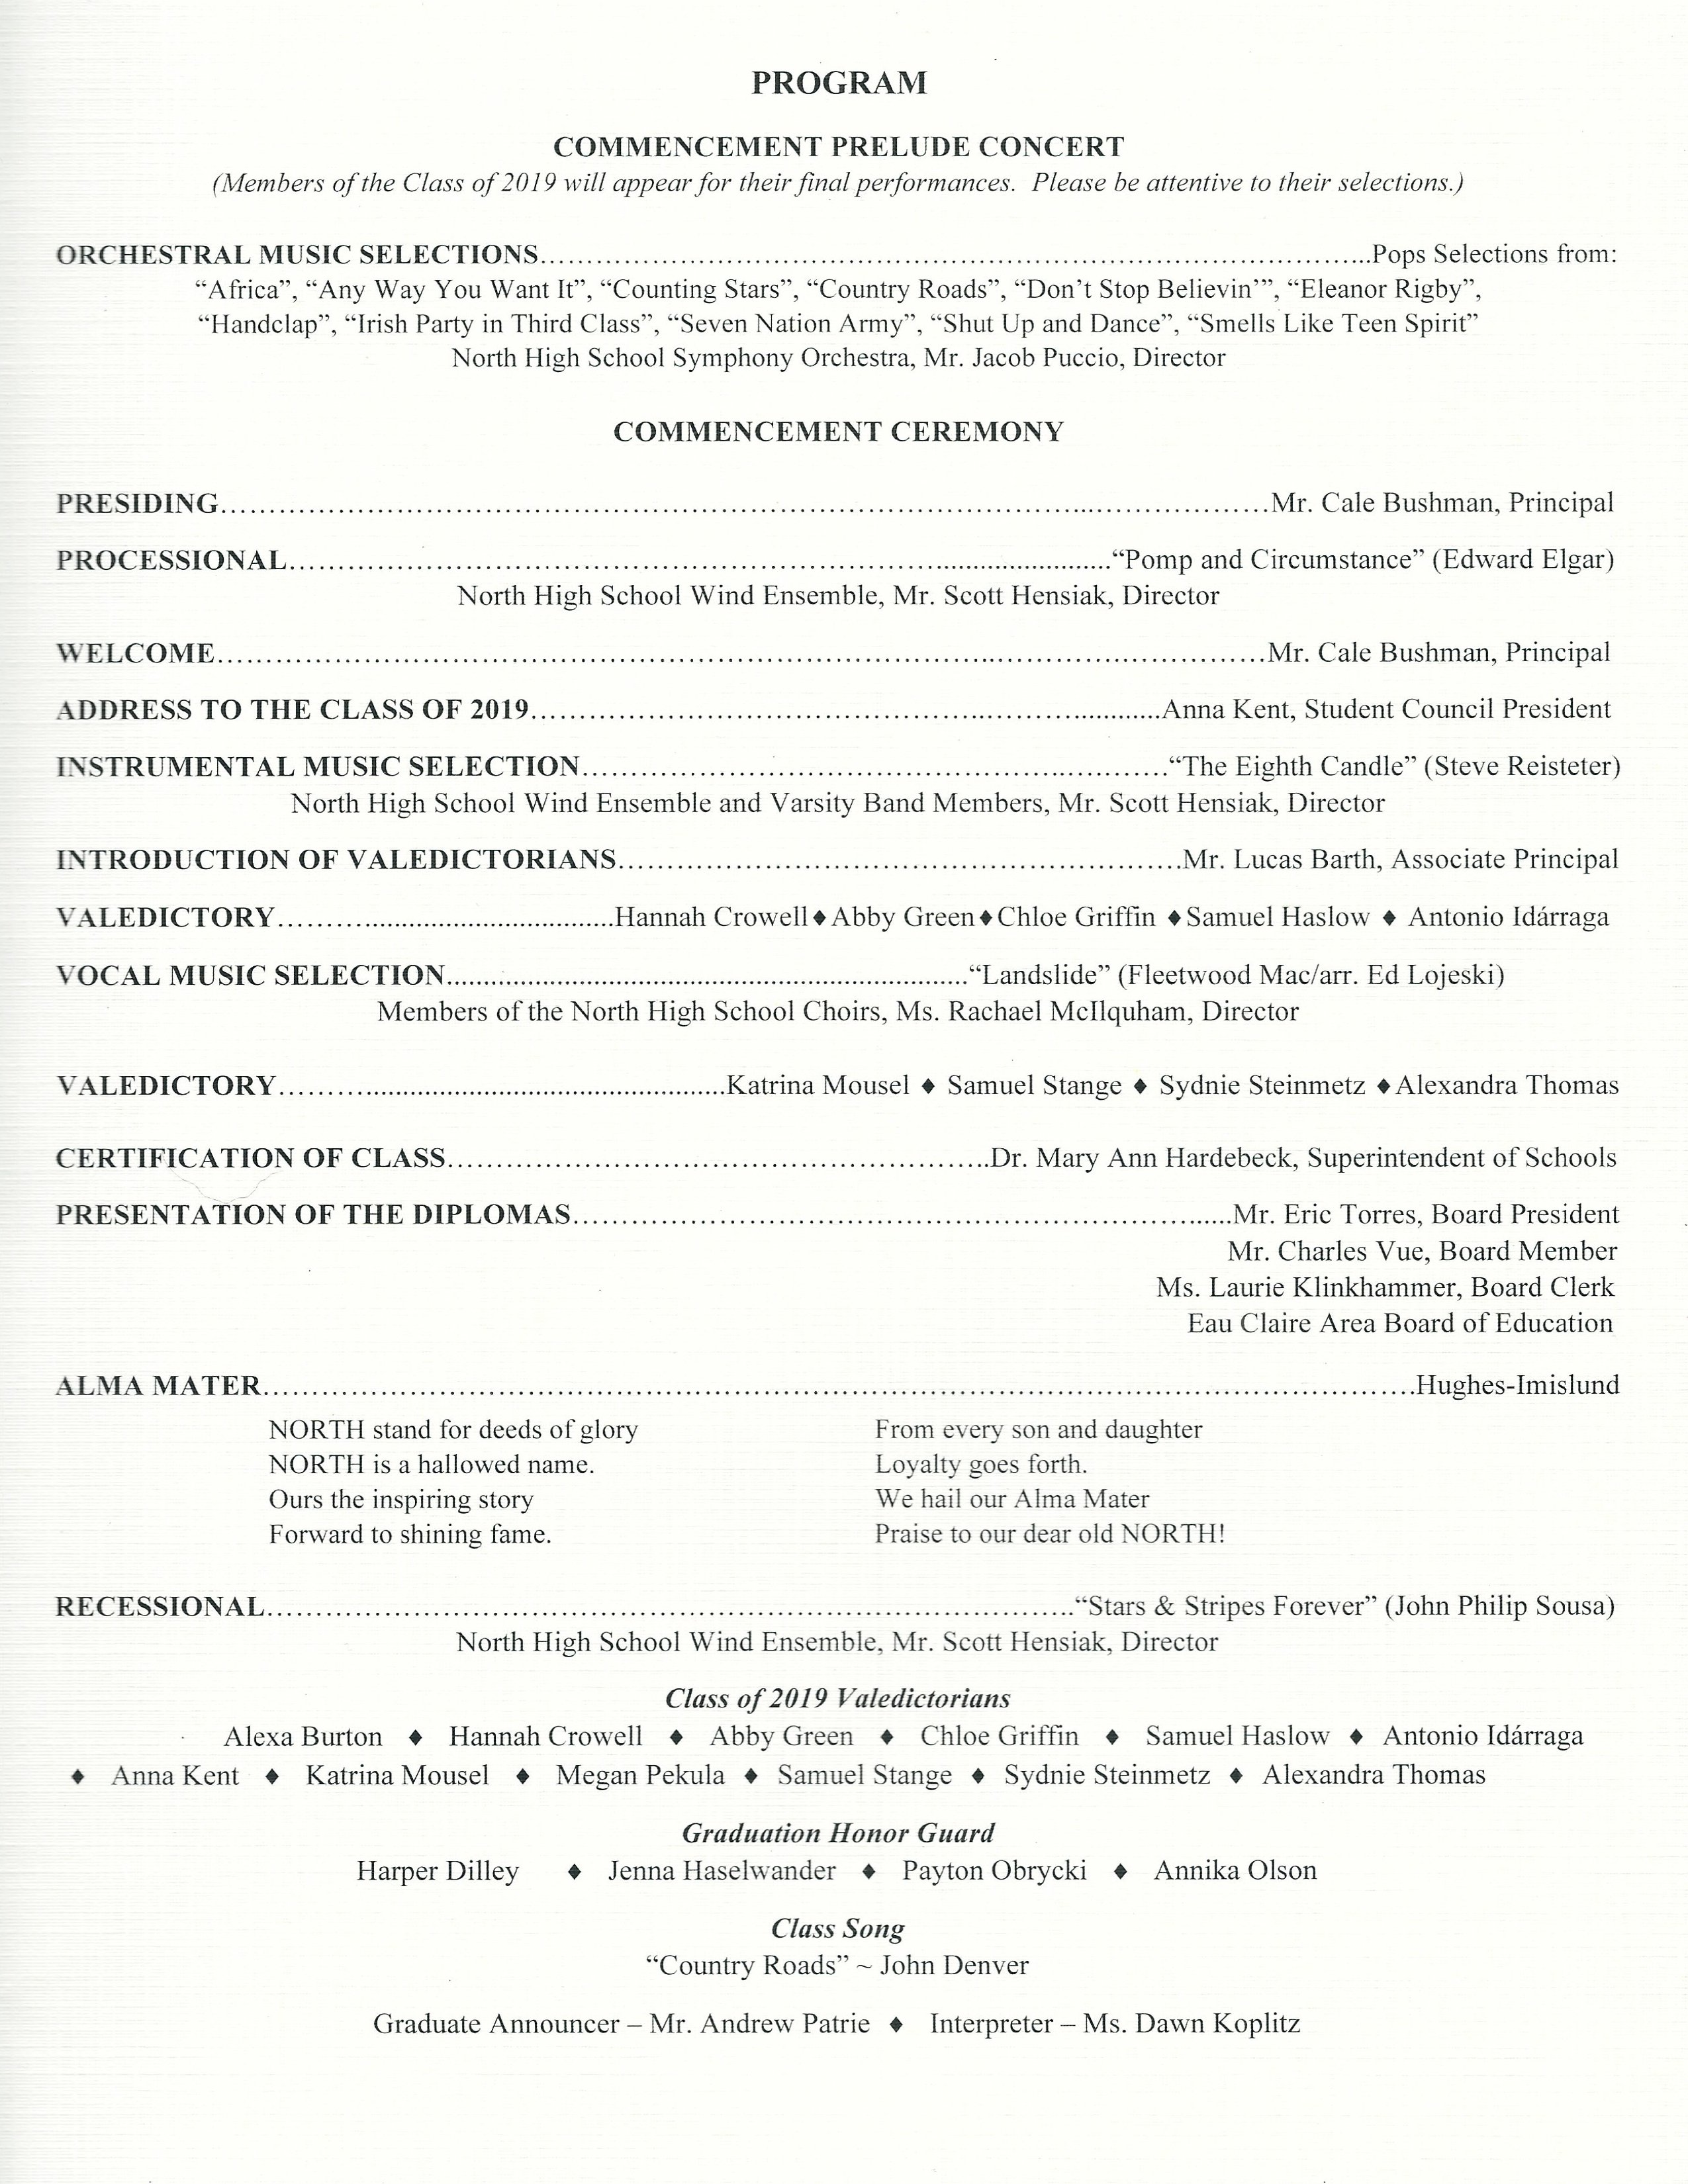 PROGRAM
COMMENCEMENT PRELUDE CONCERT
(Members of the Class of 2019 will appear for their final performances.  Please be attentive to their selections.)
ORCHESTRAL MUSIC SELECTIONS……………………………………………………………………………...Pops Selections from:
“Africa”, “Any Way You Want It”, “Counting Stars”, “Country Roads”, “Don’t Stop Believin’”, “Eleanor Rigby”,
“Handclap”, “Irish Party in Third Class”, “Seven Nation Army”, “Shut Up and Dance”, “Smells Like Teen Spirit”
North High School Symphony Orchestra, Mr. Jacob Puccio, Director
COMMENCEMENT CEREMONY
PRESIDING……………………………………………………………………………...………………Mr. Cale Bushman, Principal
PROCESSIONAL……………………………………………………………..........................“Pomp and Circumstance” (Edward Elgar)
North High School Wind Ensemble, Mr. Scott Hensiak, Director
WELCOME…………………………………………………………………………...………………………Mr. Cale Bushman, Principal
ADDRESS TO THE CLASS OF 2019………………………………………...………...............Anna Kent, Student Council President
INSTRUMENTAL MUSIC SELECTION…………………………………………...………..“The Eighth Candle” (Steve Reisteter)
North High School Wind Ensemble and Varsity Band Members, Mr. Scott Hensiak, Director
INTRODUCTION OF VALEDICTORIANS…………………………………………………Mr. Lucas Barth, Associate Principal
VALEDICTORY………......................................Hannah Crowell♦Abby Green♦Chloe Griffin ♦Samuel Haslow ♦ Antonio Idárraga
VOCAL MUSIC SELECTION.....................................................................“Landslide” (Fleetwood Mac/arr. Ed Lojeski)
Members of the North High School Choirs, Ms. Rachael McIlquham, Director
VALEDICTORY………...................................................Katrina Mousel ♦ Samuel Stange ♦ Sydnie Steinmetz ♦Alexandra Thomas
CERTIFICATION OF CLASS………………………………………………..Dr. Mary Ann Hardebeck, Superintendent of Schools
PRESENTATION OF THE DIPLOMAS………………………………………………………......Mr. Eric Torres, Board President
Mr. Charles Vue, Board Member
Ms. Laurie Klinkhammer, Board Clerk
Eau Claire Area Board of Education
ALMA MATER……………………………………………………………………………………………………….Hughes-Imislund
NORTH stand for deeds of glory
NORTH is a hallowed name.
Ours the inspiring story
Forward to shining fame.
From every son and daughter
Loyalty goes forth.
We hail our Alma Mater
Praise to our dear old NORTH!
RECESSIONAL………………………………………………………………………..“Stars & Stripes Forever” (John Philip Sousa)
North High School Wind Ensemble, Mr. Scott Hensiak, Director
Class of 2019 Valedictorians
Alexa Burton ♦ Hannah Crowell ♦ Abby Green ♦ Chloe Griffin ♦ Samuel Haslow ♦ Antonio Idárraga
♦ Anna Kent ♦ Katrina Mousel ♦ Megan Pekula ♦ Samuel Stange ♦ Sydnie Steinmetz ♦ Alexandra Thomas
Graduation Honor Guard
Harper Dilley ♦ Jenna Haselwander ♦ Payton Obrycki ♦ Annika Olson
Class Song
“Country Roads” ~ John Denver
Graduate Announcer – Mr. Andrew Patrie ♦ Interpreter – Ms. Dawn Koplitz